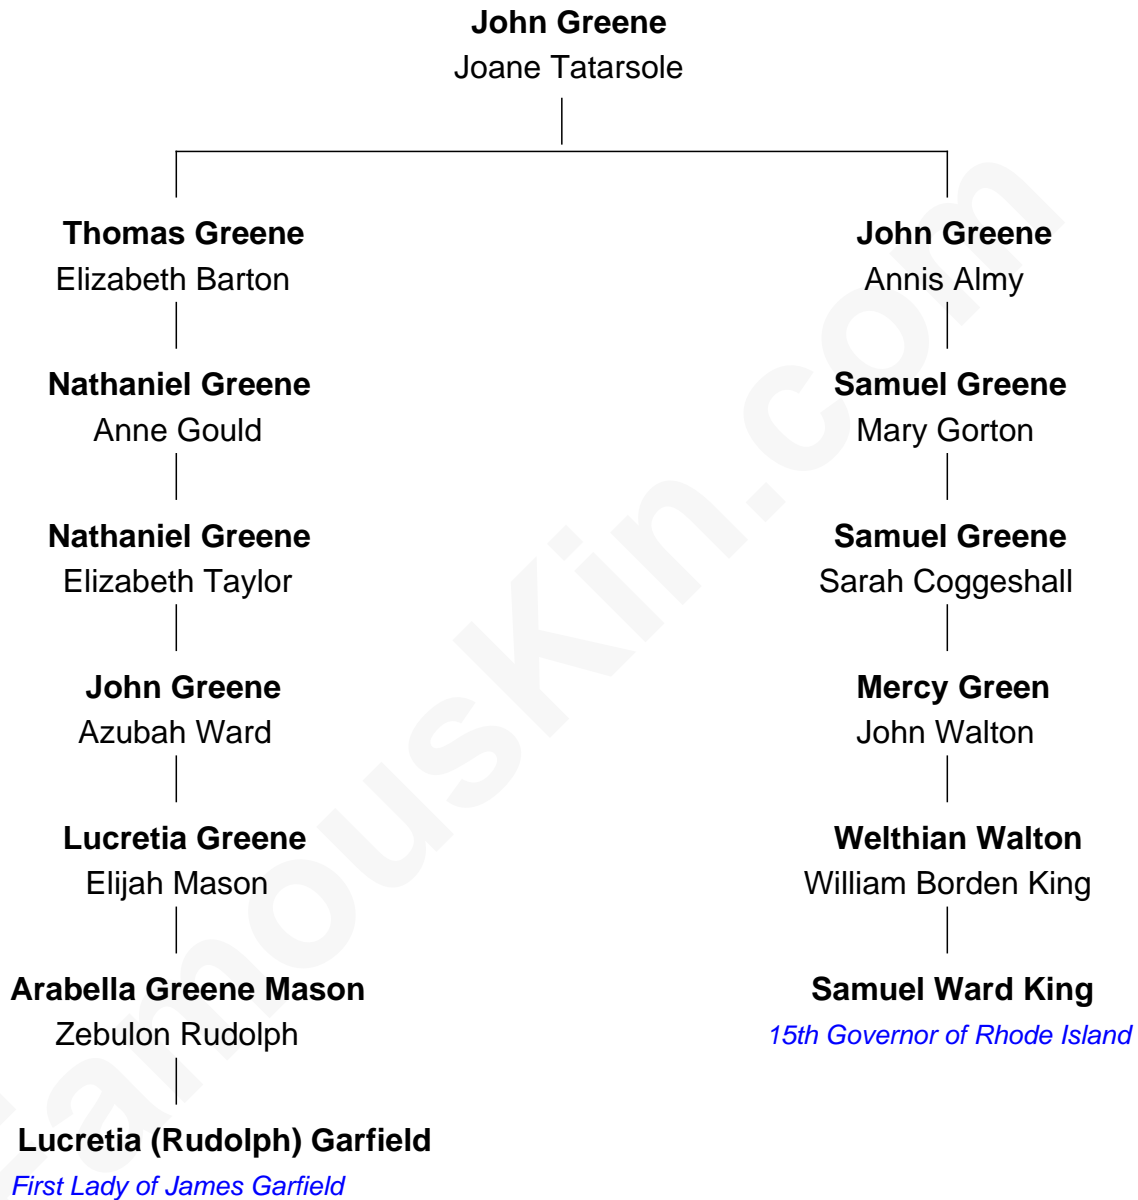 John Greene
Joane Tatarsole
Thomas Greene
Elizabeth Barton
Nathaniel Greene
Anne Gould
Nathaniel Greene
Elizabeth Taylor
John Greene
Azubah Ward
Lucretia Greene
Elijah Mason
Arabella Greene Mason
Zebulon Rudolph
Lucretia (Rudolph) Garfield
First Lady of James Garfield
John Greene
Annis Almy
Samuel Greene
Mary Gorton
Samuel Greene
Sarah Coggeshall
Mercy Green
John Walton
Welthian Walton
William Borden King
Samuel Ward King
15th Governor of Rhode Island
FamousKin.com